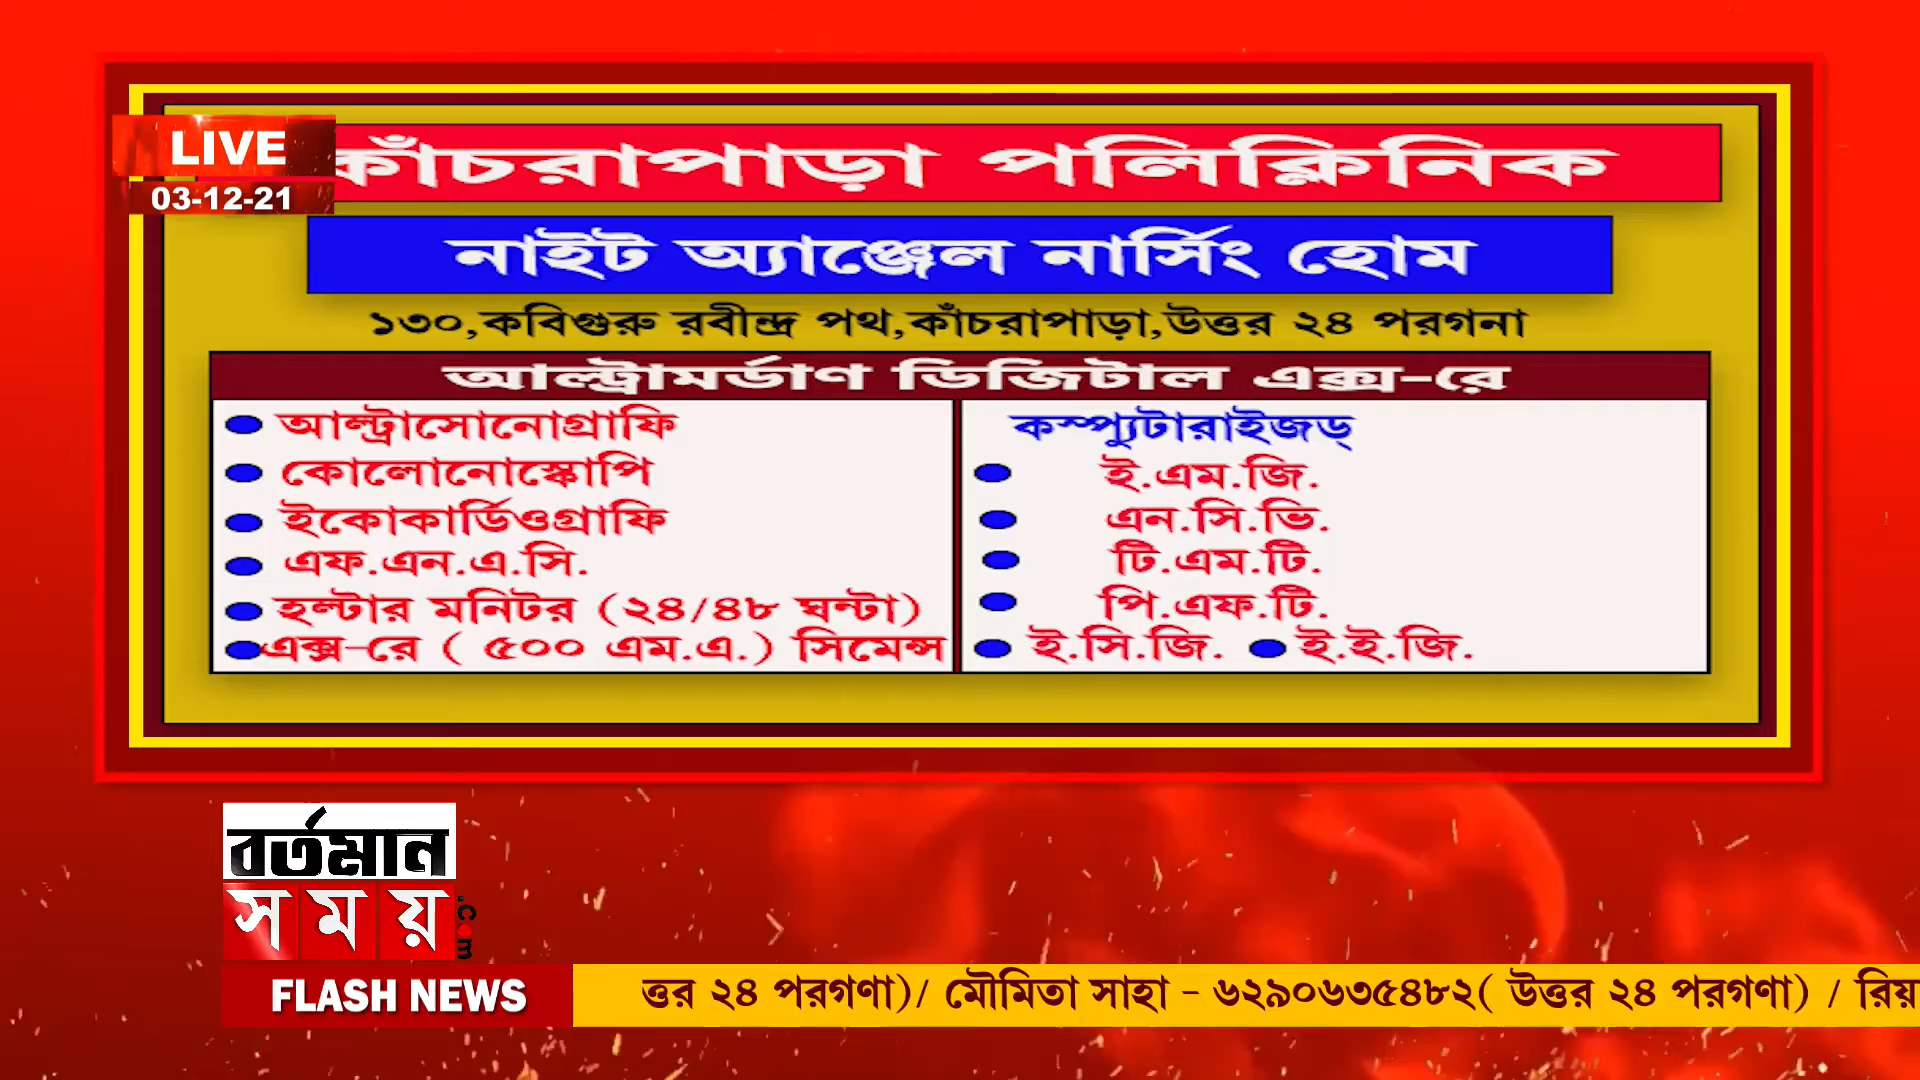 LIVE
03-12-21
কাঁচরাপাড়া পলিক্লিনিক
নাইট অ্যাঞ্জেল নার্সিং হোম
১৩০,কবিগুরু রবীন্দ্র পথ,কাঁচরাপাড়া,উত্তর ২৪ পরগনা
আল্ট্রামর্ডাণ ডিজিটাল এক্স-রে
আল্ট্রাসোনোগ্রাফি
কোলোনোস্কোপি
ইকোকার্ডিওগ্রাফি
এফ.এন.এ.সি.
হল্টার মনিটর (২৪/৪৮ ঘন্টা)
এক্স-রে ( ৫০০ এম.এ.) সিমেন্স
কম্প্যুটারাইজড্
ই.এম.জি.
এন.সি.ভি.
টি.এম.টি.
পি.এফ.টি.
ই.সি.জি. ই.ই.জি.
বর্তমান
সময়
.com
FLASH NEWS
ত্তর ২৪ পরগণা)/ মৌমিতা সাহা - ৬২৯০৬৩৫৪৮২( উত্তর ২৪ পরগণা) / রিয়